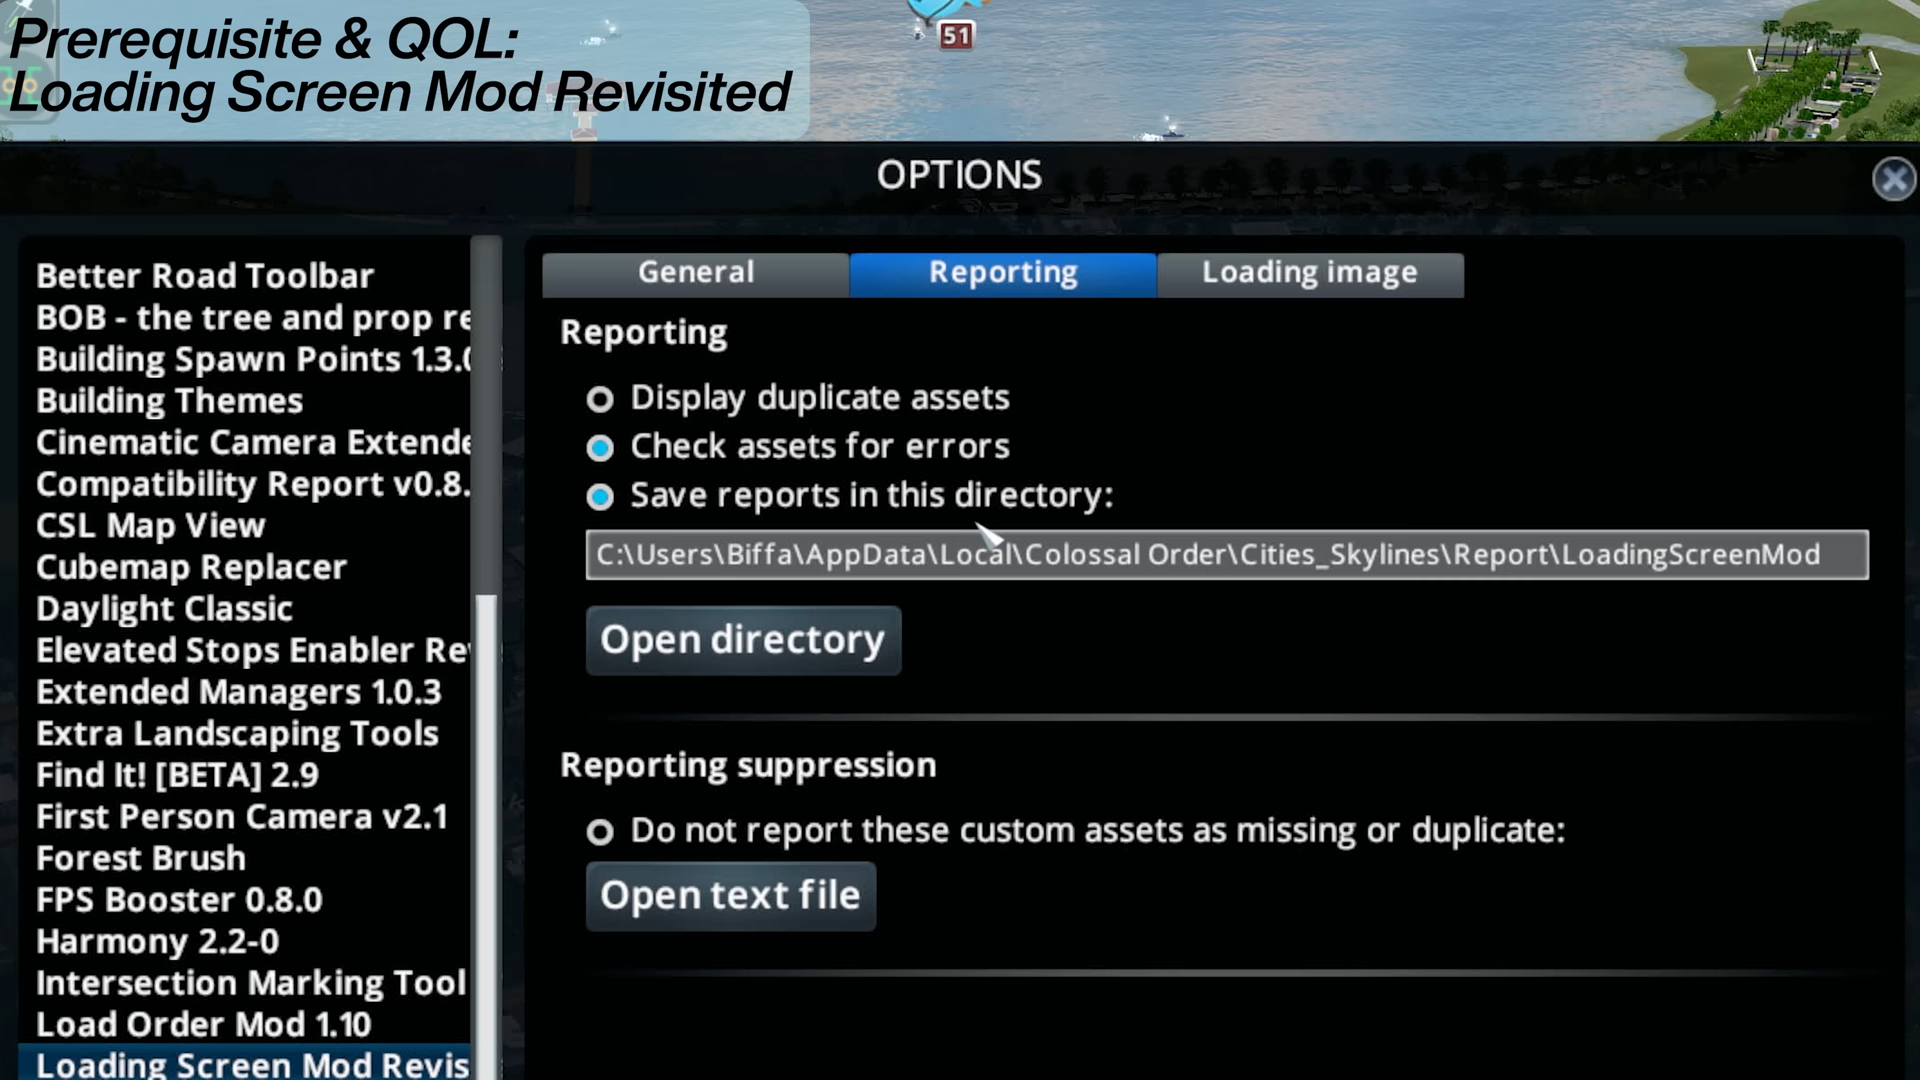 Prerequisite & QOL:
Loading Screen Mod Revisited
51
OPTIONS
Better Road Toolbar
BOB - the tree and prop re
Building Spawn Points 1.3.0
Building Themes
Cinematic Camera Extende
Compatibility Report v0.8.
CSL Map View
Cubemap Replacer
Daylight Classic
Elevated Stops Enabler Re
Extended Managers 1.0.3
Extra Landscaping Tools
Find It! [BETA] 2.9
First Person Camera v2.1
Forest Brush
FPS Booster 0.8.0
Harmony 2.2-0
Intersection Marking Tool
Load Order Mod 1.10
Loading Screen Mod Revis
General
Reporting
Loading image
Reporting
Display duplicate assets
Check assets for errors
Save reports in this directory:
C:\Users\Biffa\AppData\Local\Colossal Order\Cities_Skylines\Report\LoadingScreenMod
Open directory
Reporting suppression
Do not report these custom assets as missing or duplicate:
Open text file